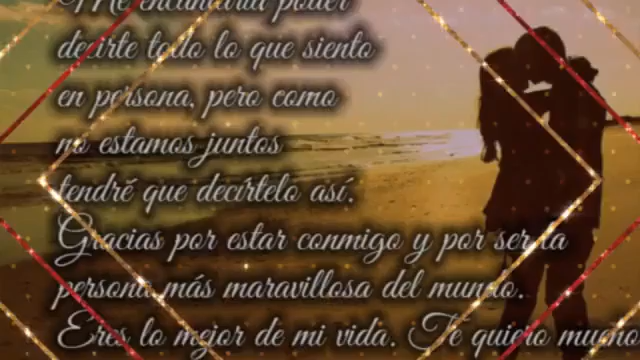 Me encantaría poder
decirte todo lo que siento
en persona, pero como
no estamos juntos
tendré que decírtelo así.
Gracias por estar conmigo y por ser la
persona más maravillosa del mundo.
Eres lo mejor de mi vida. Te quiero mucho